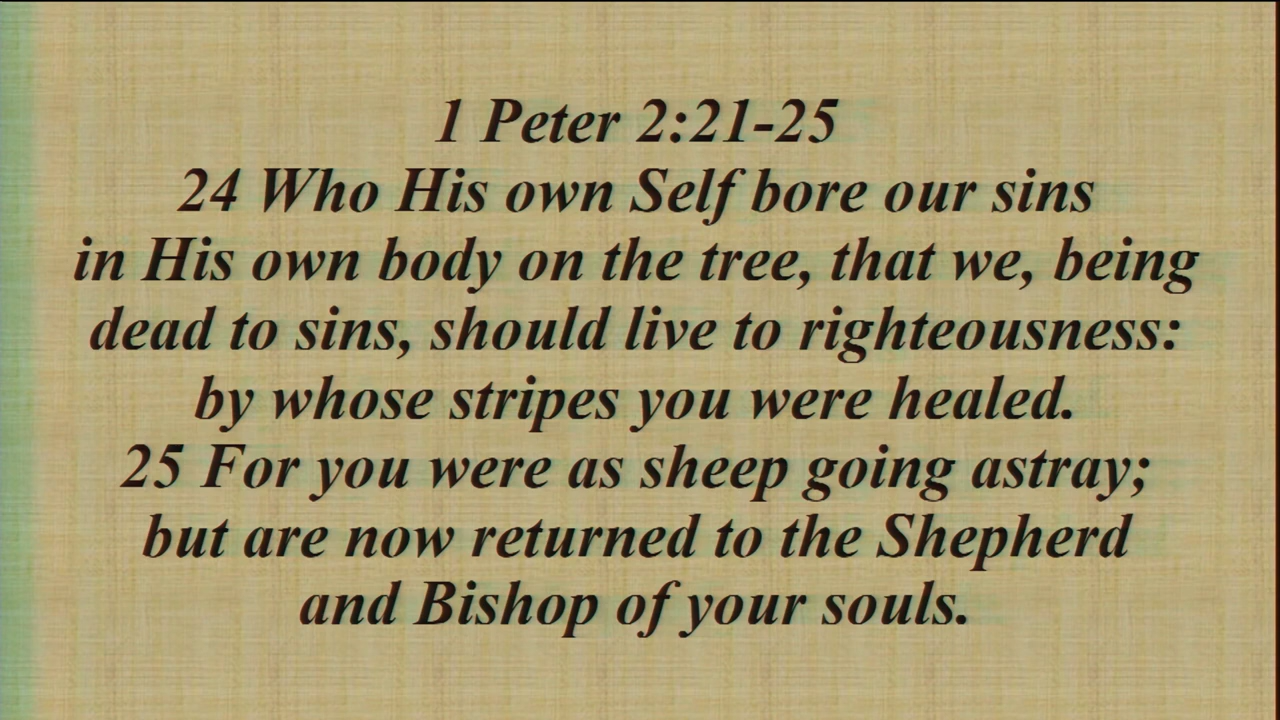 1 Peter 2:21-25
24 Who His own Self bore our sins
in His own body on the tree, that we, being
dead to sins, should live to righteousness:
by whose stripes you were healed.
25 For you were as sheep going astray;
but are now returned to the Shepherd
and Bishop of your souls.